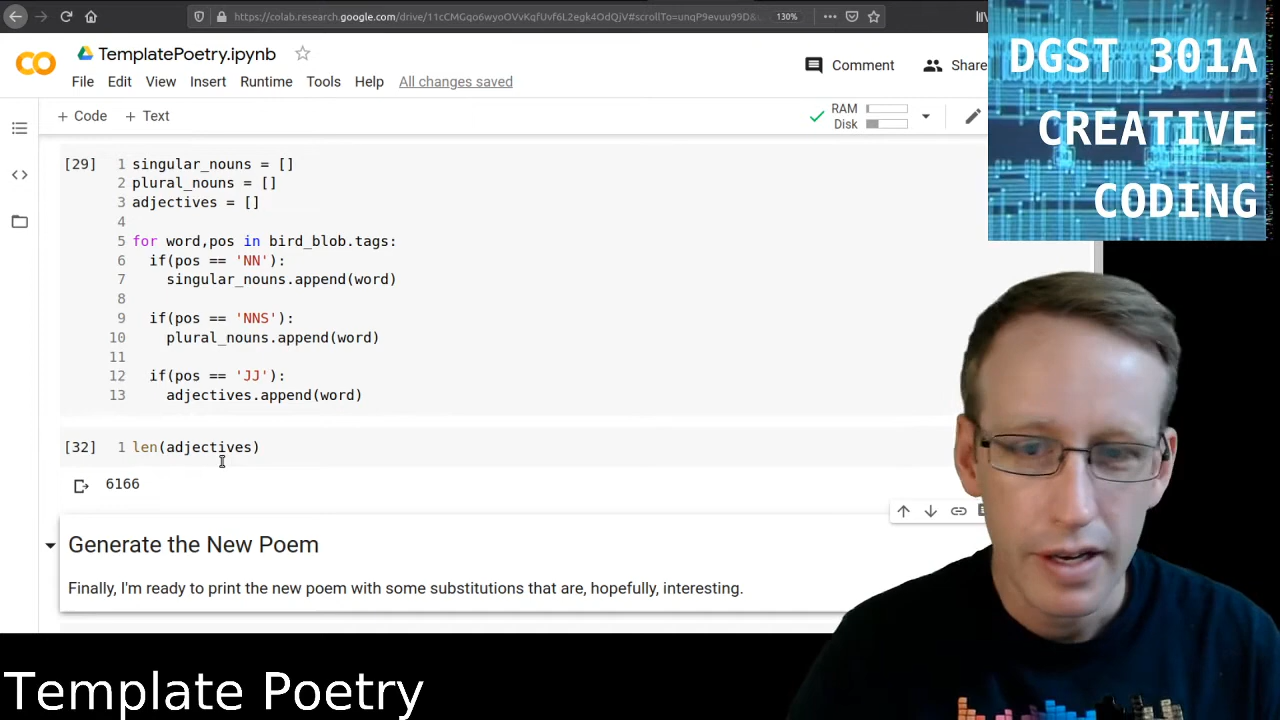 https://colab.research.google.com/drive/11cCMGqo6wyoOVvKqfUvf6L2egk4OdQjV#scrollTo=unqP9evuu99D&
130%
TemplatePoetry.ipynb
File Edit View Insert Runtime Tools Help All changes saved
Comment
Share
+ Code + Text
RAM
Disk
[29] 1 singular_nouns = []
2 plural_nouns = []
3 adjectives = []
4
5 for word,pos in bird_blob.tags:
6 if(pos == 'NN'):
7 singular_nouns.append(word)
8
9 if(pos == 'NNS'):
10 plural_nouns.append(word)
11
12 if(pos == 'JJ'):
13 adjectives.append(word)
[32] 1 len(adjectives)
6166
Generate the New Poem
Finally, I'm ready to print the new poem with some substitutions that are, hopefully, interesting.
DGST 301A
CREATIVE
CODING
Template Poetry